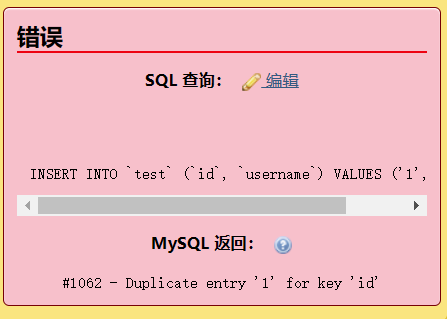 错误
SQL 查询： 编辑
INSERT INTO `test` (`id`, `username`) VALUES ('1',
MySQL 返回：
#1062 - Duplicate entry '1' for key 'id'